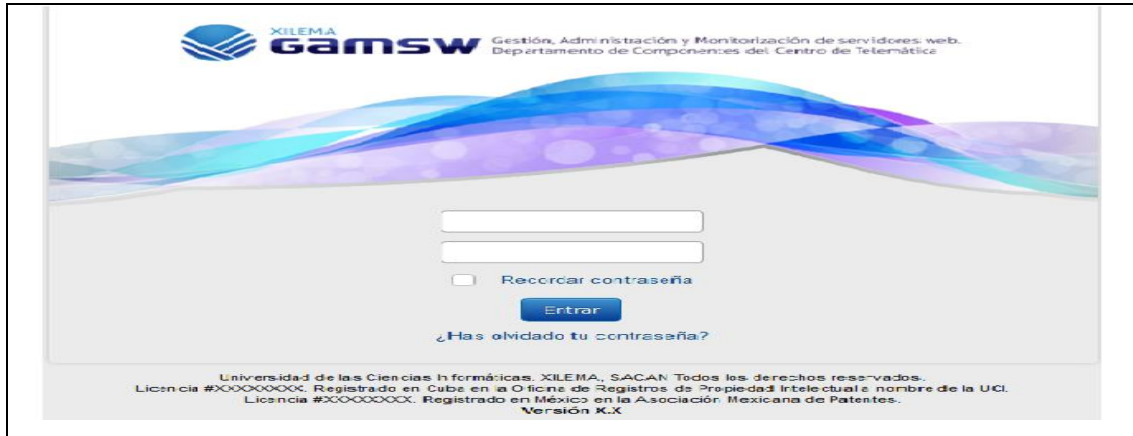 XILEMA
Gamsw
Gestión, Administración y Monitorización de servidores web.
Departamento de Componentes del Centro de Telemática
Recordar contraseña
Entrar
¿Has olvidado tu contraseña?
Universidad de las Ciencias Informáticas. XILEMA, SACAN Todos los derechos reservados.
Licencia #XXXXXXXX. Registrado en Cuba en la Oficina de Registros de Propiedad Intelectual a nombre de la UCI.
Licencia #XXXXXXXX. Registrado en México en la Asociación Mexicana de Patentes.
Versión X.X